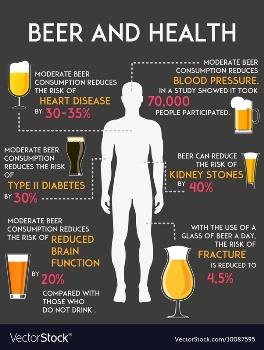 BEER AND HEALTH
MODERATE BEER
CONSUMPTION REDUCES
THE RISK OF
HEART DISEASE
BY 30-35%
MODERATE BEER
CONSUMPTION REDUCES
BLOOD PRESSURE.
IN A STUDY SHOWED IT TOOK
70,000
PEOPLE PARTICIPATED.
MODERATE BEER
CONSUMPTION
REDUCES THE RISK
OF
TYPE II DIABETES
BY 30%
BEER CAN REDUCE
THE RISK OF
KIDNEY STONES
BY 40%
MODERATE BEER
CONSUMPTION REDUCES
THE RISK OF REDUCED
BRAIN
FUNCTION
BY 20%
COMPARED WITH
THOSE WHO
DO NOT DRINK .
WITH THE USE OF A
GLASS OF BEER A DAY,
THE RISK OF
FRACTURE
IS REDUCED TO
4,5%
VectorStock®
VectorStock.com/10087595